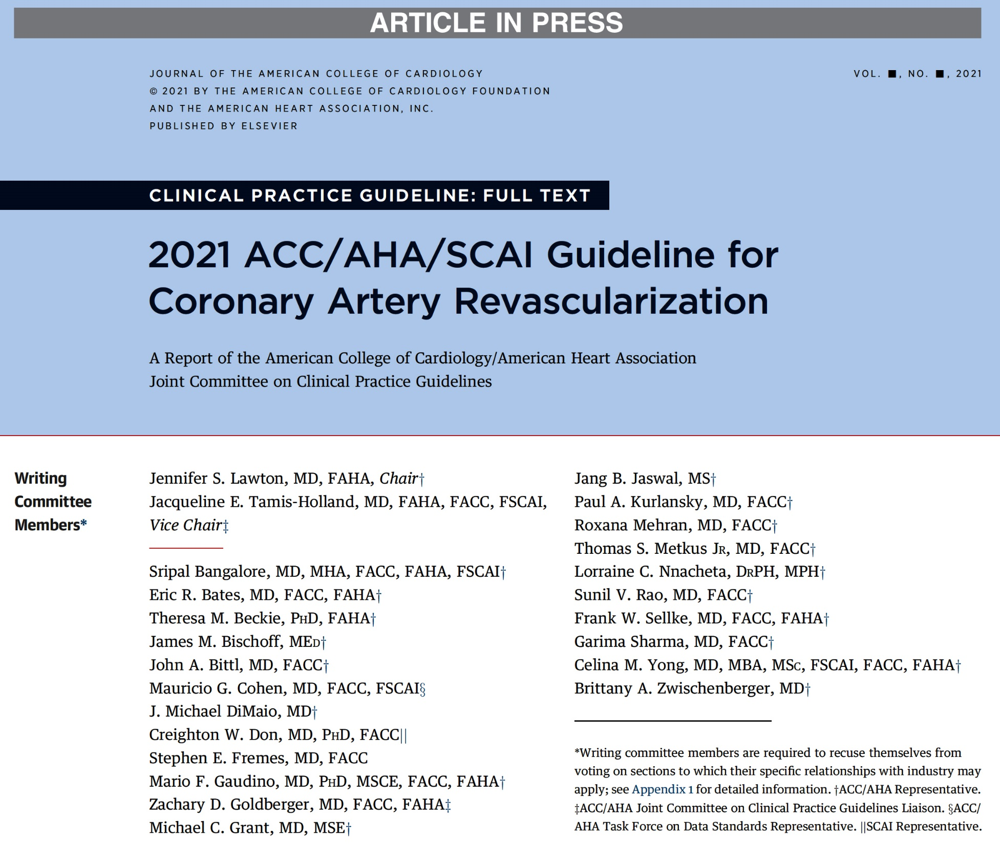 ARTICLE IN PRESS
JOURNAL OF THE AMERICAN COLLEGE OF CARDIOLOGY
© 2021 BY THE AMERICAN COLLEGE OF CARDIOLOGY FOUNDATION
AND THE AMERICAN HEART ASSOCIATION, INC.
PUBLISHED BY ELSEVIER
VOL. ■, NO. ■, 2021
CLINICAL PRACTICE GUIDELINE: FULL TEXT
2021 ACC/AHA/SCAI Guideline for
Coronary Artery Revascularization
A Report of the American College of Cardiology/American Heart Association
Joint Committee on Clinical Practice Guidelines
Writing
Committee
Members*
Jennifer S. Lawton, MD, FAHA, Chair†
Jacqueline E. Tamis-Holland, MD, FAHA, FACC, FSCAI,
Vice Chair‡
Sripal Bangalore, MD, MHA, FACC, FAHA, FSCAI†
Eric R. Bates, MD, FACC, FAHA†
Theresa M. Beckie, PhD, FAHA†
James M. Bischoff, MEd†
John A. Bittl, MD, FACC†
Mauricio G. Cohen, MD, FACC, FSCAI§
J. Michael DiMaio, MD†
Creighton W. Don, MD, PhD, FACC||
Stephen E. Fremes, MD, FACC
Mario F. Gaudino, MD, PhD, MSCE, FACC, FAHA†
Zachary D. Goldberger, MD, FACC, FAHA‡
Michael C. Grant, MD, MSE†
Jang B. Jaswal, MS†
Paul A. Kurlansky, MD, FACC†
Roxana Mehran, MD, FACC†
Thomas S. Metkus Jr, MD, FACC†
Lorraine C. Nnacheta, DrPH, MPH†
Sunil V. Rao, MD, FACC†
Frank W. Sellke, MD, FACC, FAHA†
Garima Sharma, MD, FACC†
Celina M. Yong, MD, MBA, MSc, FSCAI, FACC, FAHA†
Brittany A. Zwischenberger, MD†
*Writing committee members are required to recuse themselves from
voting on sections to which their specific relationships with industry may
apply; see Appendix 1 for detailed information. †ACC/AHA Representative.
‡ACC/AHA Joint Committee on Clinical Practice Guidelines Liaison. §ACC/
AHA Task Force on Data Standards Representative. ||SCAI Representative.